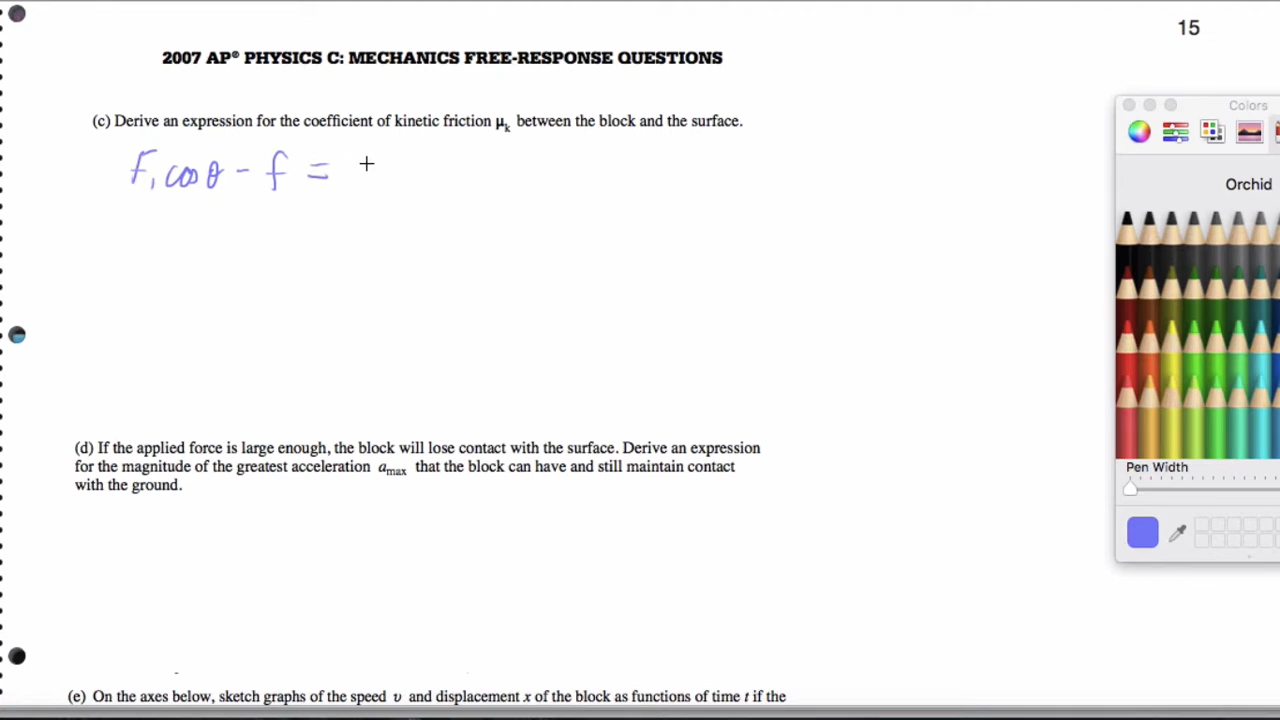 15
2007 AP® PHYSICS C: MECHANICS FREE-RESPONSE QUESTIONS
(c) Derive an expression for the coefficient of kinetic friction μk between the block and the surface.
F₁ cosθ - f =
(d) If the applied force is large enough, the block will lose contact with the surface. Derive an expression
for the magnitude of the greatest acceleration amax that the block can have and still maintain contact
with the ground.
(e) On the axes below, sketch graphs of the speed υ and displacement x of the block as functions of time t if the
Colors
Orchid
Pen Width